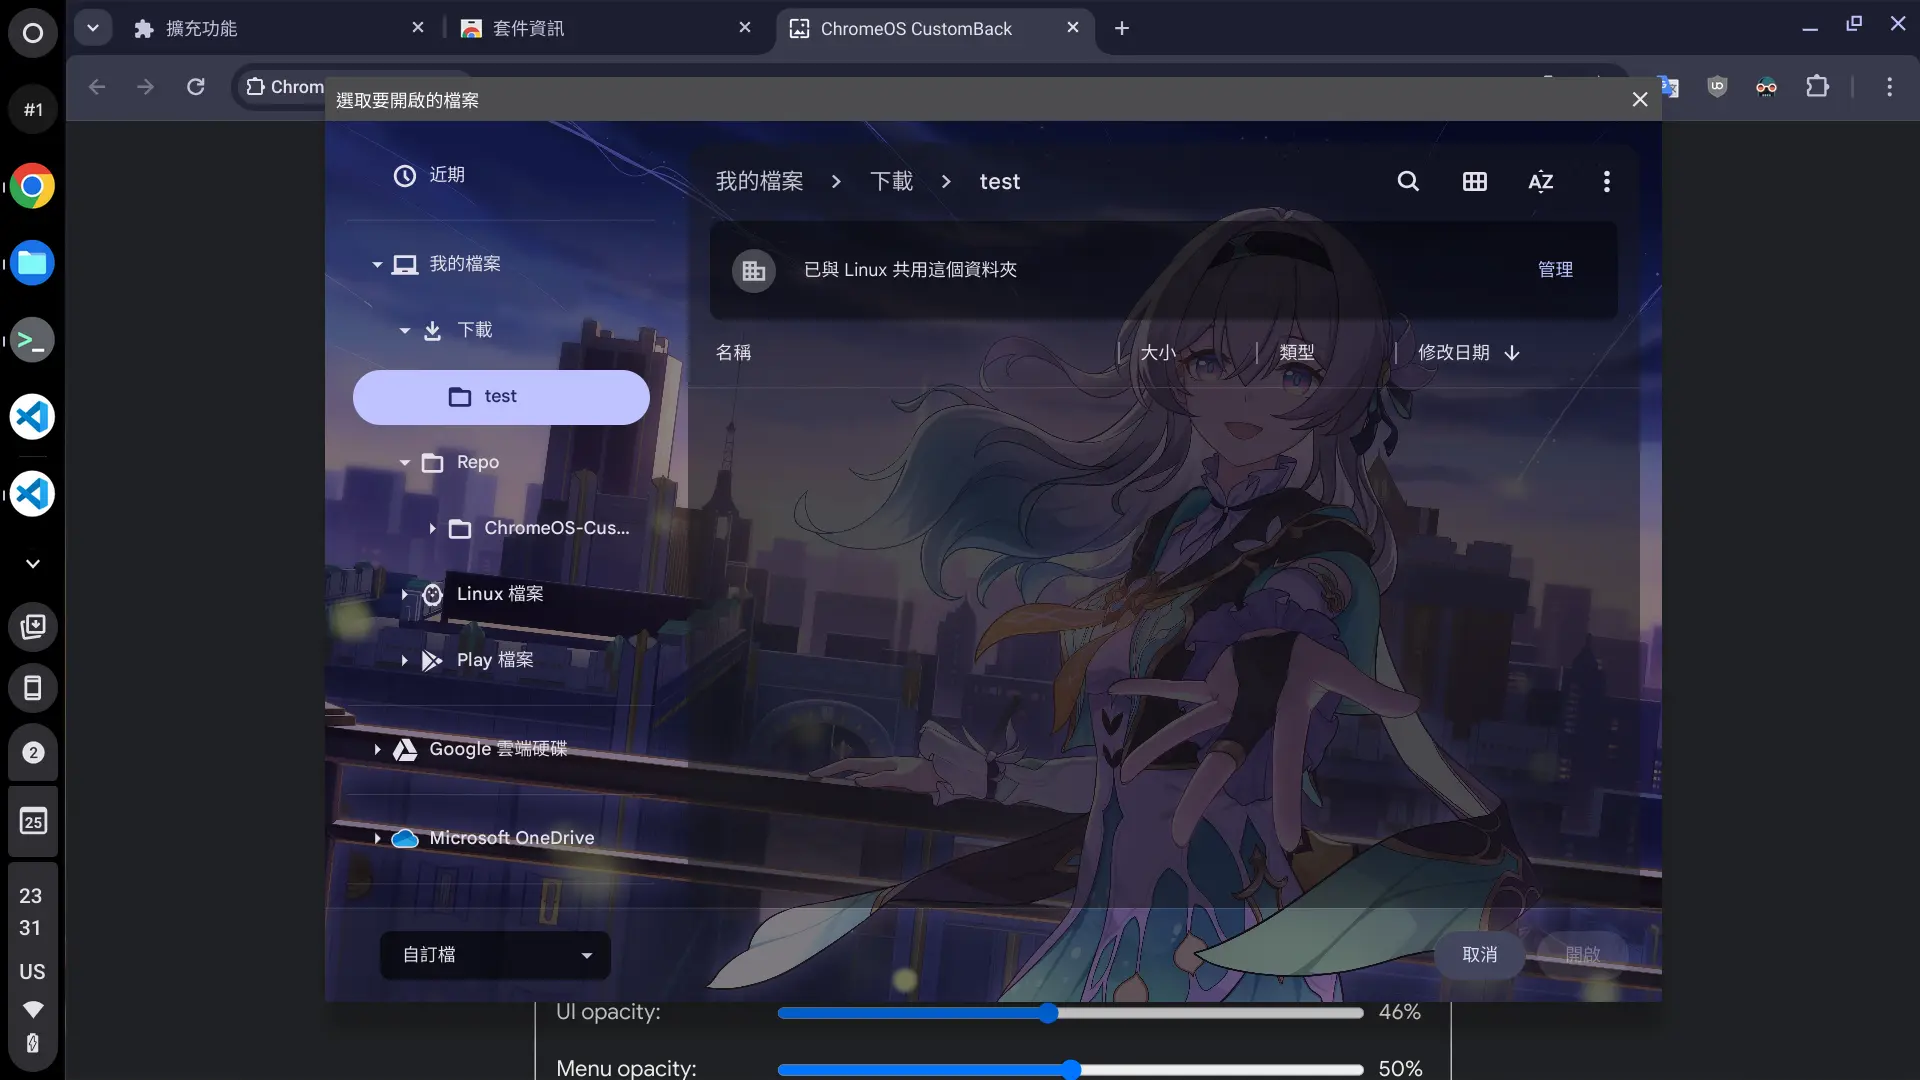 擴充功能
套件資訊
ChromeOS CustomBack
#1
Chrom
選取要開啟的檔案
近期
我的檔案
下載
test
Repo
ChromeOS-Cus...
Linux 檔案
Play 檔案
Google 雲端硬碟
Microsoft OneDrive
我的檔案 下載 test
AZ
已與 Linux 共用這個資料夾
管理
名稱 大小 類型 修改日期
自訂檔
取消
開啟
UI opacity: 46%
Menu opacity: 50%
2
25
23
31
US